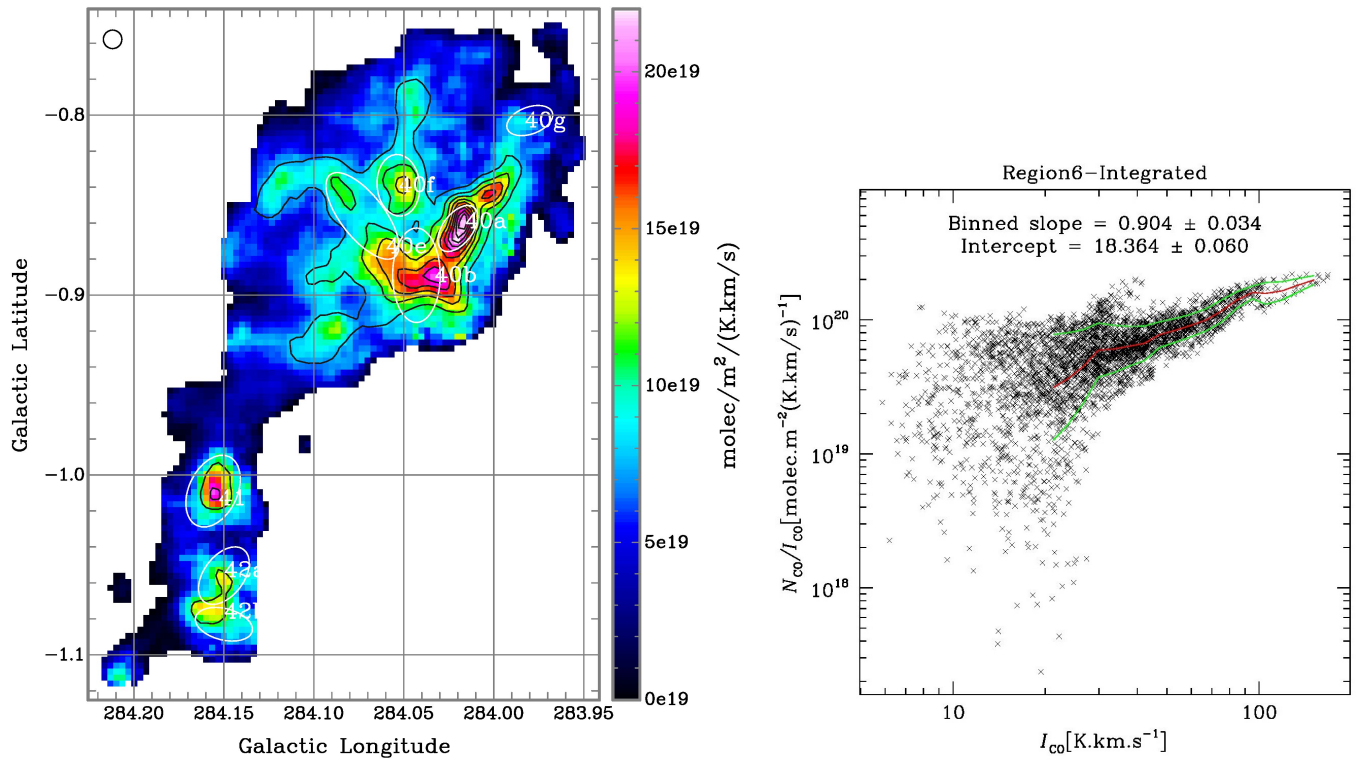 20e19
-0.8
40g
40f
40a
15e19
40e
40b
-0.9
10e19
-1.0
41
5e19
42a
-1.1
0e19
284.20 284.15 284.10 284.05 284.00 283.95
Galactic Longitude
Galactic Latitude
molec/m²/(K.km/s)
Region6-Integrated
Binned slope = 0.904 ± 0.034
Intercept = 18.364 ± 0.060
10²⁰
10¹⁹
10¹⁸
10 100
N_CO/I_CO[molec.m⁻²(K.km/s)⁻¹]
I_CO[K.km.s⁻¹]